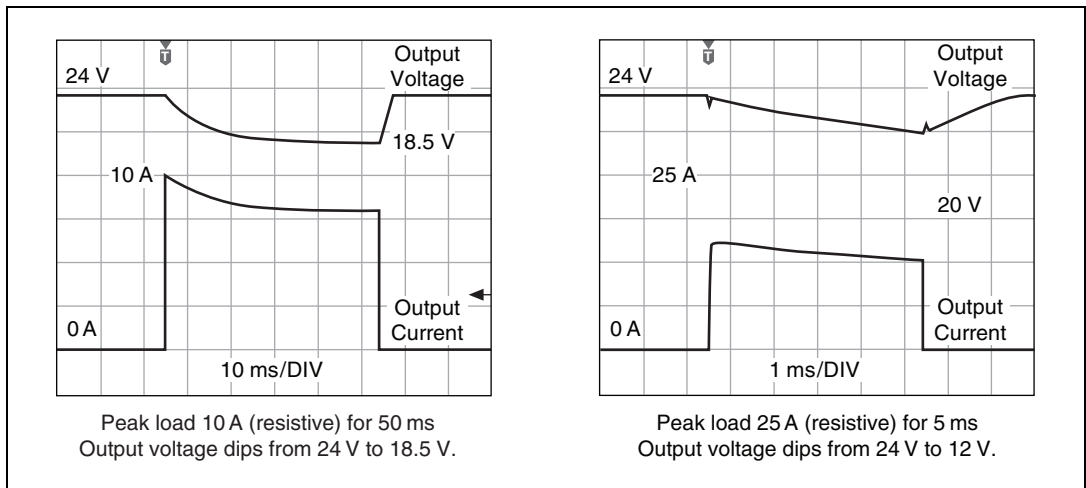 T
Output
Voltage
24 V
18.5 V
10 A
Output
Current
0 A
10 ms/DIV
Peak load 10 A (resistive) for 50 ms
Output voltage dips from 24 V to 18.5 V.
T
Output
Voltage
24 V
25 A
20 V
Output
Current
0 A
1 ms/DIV
Peak load 25 A (resistive) for 5 ms
Output voltage dips from 24 V to 12 V.